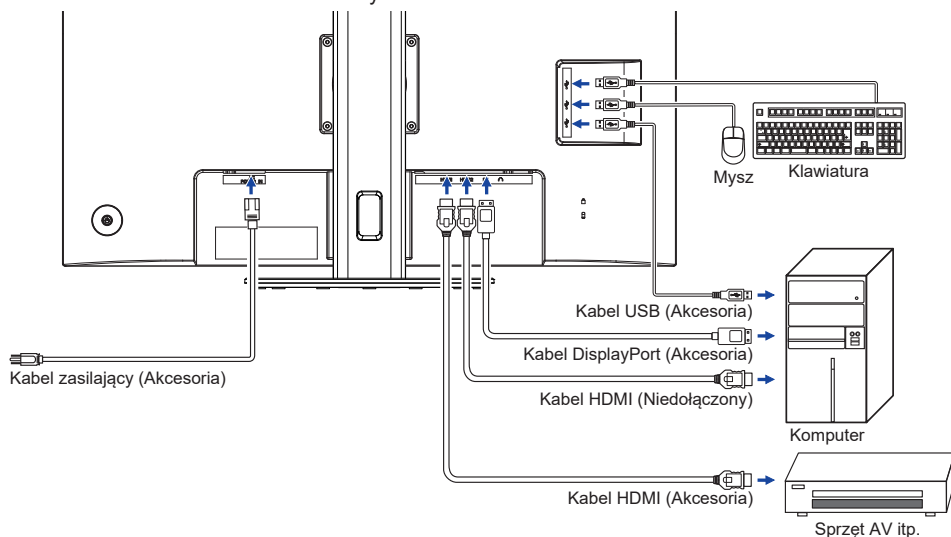 Mysz
Klawiatura
Kabel USB (Akcesoria)
Kabel DisplayPort (Akcesoria)
Kabel zasilający (Akcesoria)
Kabel HDMI (Niedołączony)
Komputer
Kabel HDMI (Akcesoria)
Sprzęt AV itp.